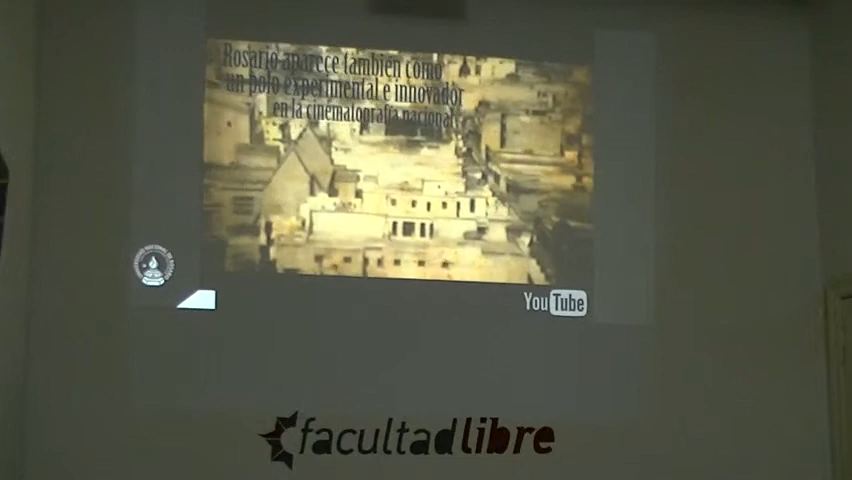 Rosario aparece también como
un polo experimental e innovador
en la cinematografía nacional
YouTube
facultadlibre